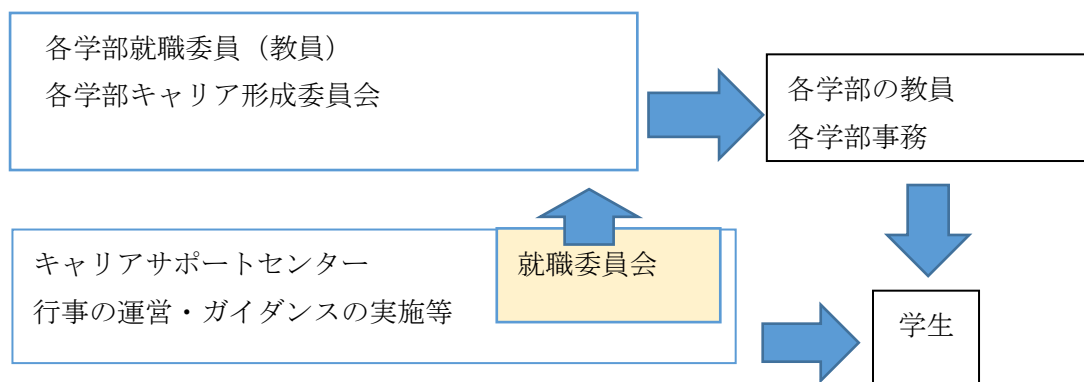 各学部就職委員（教員）
各学部キャリア形成委員会
各学部の教員
各学部事務
キャリアサポートセンター
行事の運営・ガイダンスの実施等
就職委員会
学生